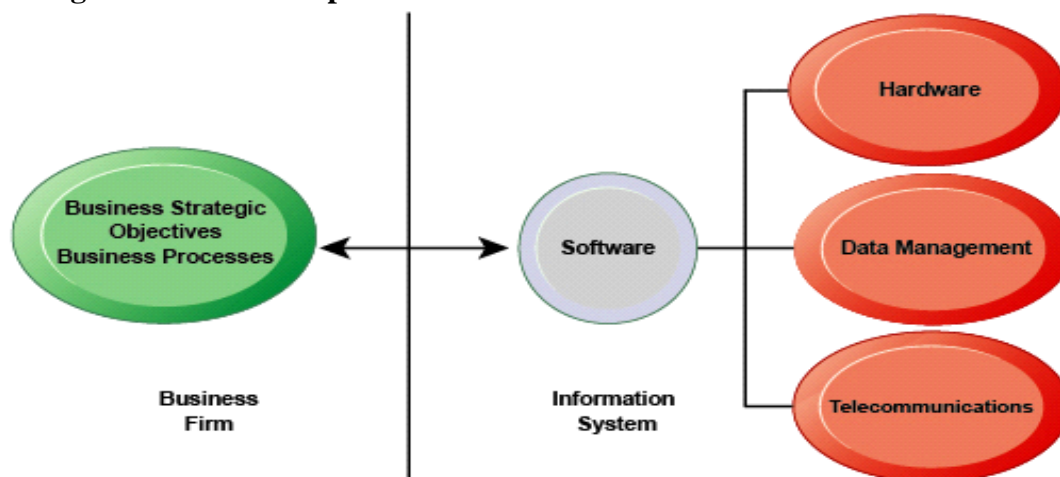 Business Strategic
Objectives
Business Processes
Business
Firm
Software
Information
System
Hardware
Data Management
Telecommunications